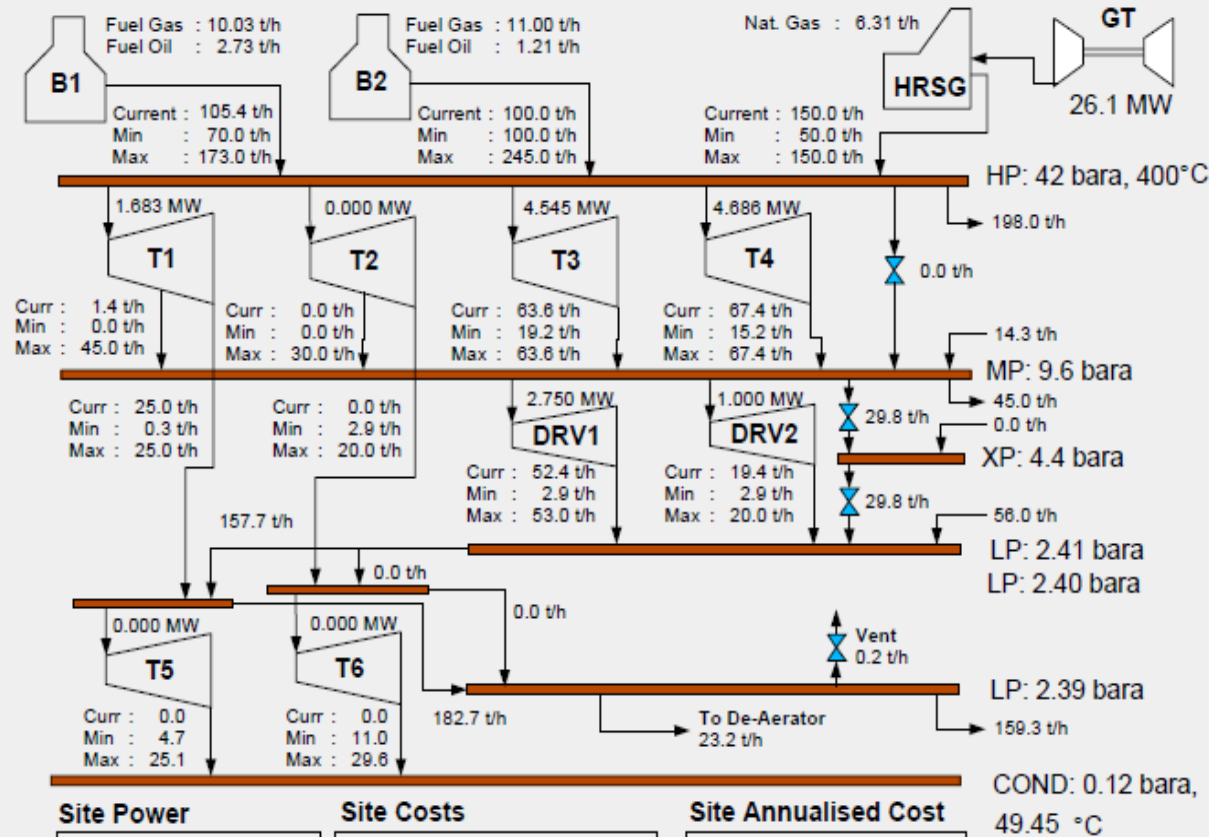 Fuel Gas : 10.03 t/h
Fuel Oil : 2.73 t/h
B1
Fuel Gas : 11.00 t/h
Fuel Oil : 1.21 t/h
B2
Nat. Gas : 6.31 t/h
HRSG
GT
26.1 MW
Current : 105.4 t/h
Min : 70.0 t/h
Max : 173.0 t/h
Current : 100.0 t/h
Min : 100.0 t/h
Max : 245.0 t/h
Current : 150.0 t/h
Min : 50.0 t/h
Max : 150.0 t/h
HP: 42 bara, 400°C
1.683 MW
T1
0.000 MW
T2
4.545 MW
T3
4.686 MW
T4
0.0 t/h
198.0 t/h
Curr : 1.4 t/h
Min : 0.0 t/h
Max : 45.0 t/h
Curr : 0.0 t/h
Min : 0.0 t/h
Max : 30.0 t/h
Curr : 63.6 t/h
Min : 19.2 t/h
Max : 63.6 t/h
Curr : 67.4 t/h
Min : 15.2 t/h
Max : 67.4 t/h
14.3 t/h
MP: 9.6 bara
45.0 t/h
Curr : 25.0 t/h
Min : 0.3 t/h
Max : 25.0 t/h
Curr : 0.0 t/h
Min : 2.9 t/h
Max : 20.0 t/h
2.750 MW
DRV1
1.000 MW
DRV2
29.8 t/h
0.0 t/h
XP: 4.4 bara
Curr : 52.4 t/h
Min : 2.9 t/h
Max : 53.0 t/h
Curr : 19.4 t/h
Min : 2.9 t/h
Max : 20.0 t/h
29.8 t/h
56.0 t/h
157.7 t/h
LP: 2.41 bara
LP: 2.40 bara
0.0 t/h
0.0 t/h
0.000 MW
T5
0.000 MW
T6
Vent
0.2 t/h
LP: 2.39 bara
182.7 t/h
To De-Aerator
23.2 t/h
159.3 t/h
Curr : 0.0
Min : 4.7
Max : 25.1
Curr : 0.0
Min : 11.0
Max : 29.6
COND: 0.12 bara,
49.45 °C
Site Power
Site Costs
Site Annualised Cost